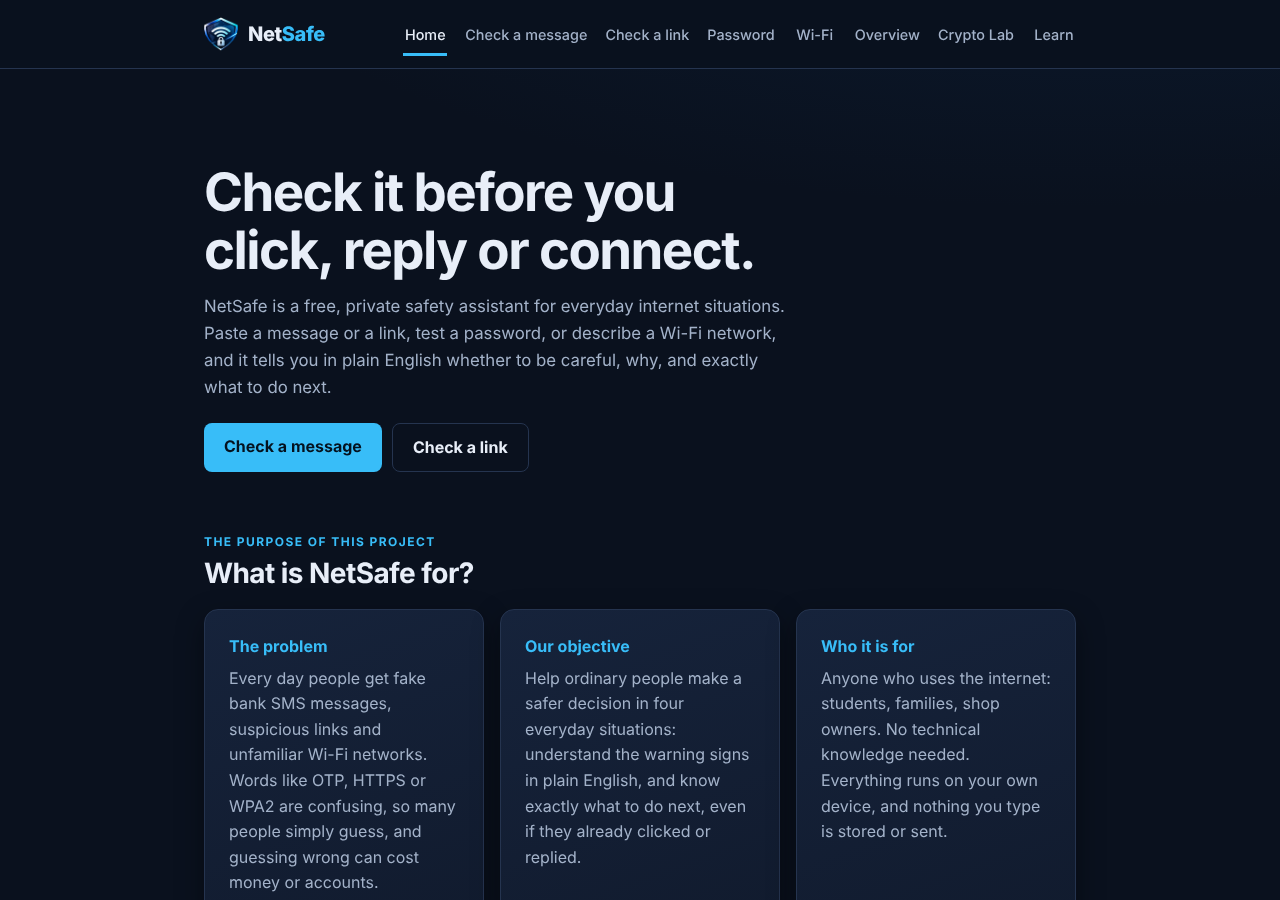 NetSafe
Home Check a message Check a link Password Wi-Fi Overview Crypto Lab Learn
Check it before you
click, reply or connect.
NetSafe is a free, private safety assistant for everyday internet situations.
Paste a message or a link, test a password, or describe a Wi-Fi network,
and it tells you in plain English whether to be careful, why, and exactly
what to do next.
Check a message
Check a link
THE PURPOSE OF THIS PROJECT
What is NetSafe for?
The problem
Every day people get fake
bank SMS messages,
suspicious links and
unfamiliar Wi-Fi networks.
Words like OTP, HTTPS or
WPA2 are confusing, so many
people simply guess, and
guessing wrong can cost
money or accounts.
Our objective
Help ordinary people make a
safer decision in four
everyday situations:
understand the warning signs
in plain English, and know
exactly what to do next, even
if they already clicked or
replied.
Who it is for
Anyone who uses the internet:
students, families, shop
owners. No technical
knowledge needed.
Everything runs on your own
device, and nothing you type
is stored or sent.